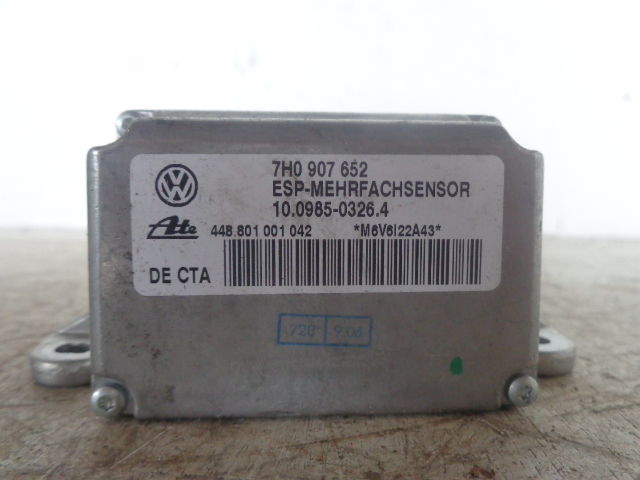 7H0 907 652
ESP-MEHRFACHSENSOR
10.0985-0326.4
Ate 448 801 001 042 *M6V6I22A43*
DE CTA
720 9.06